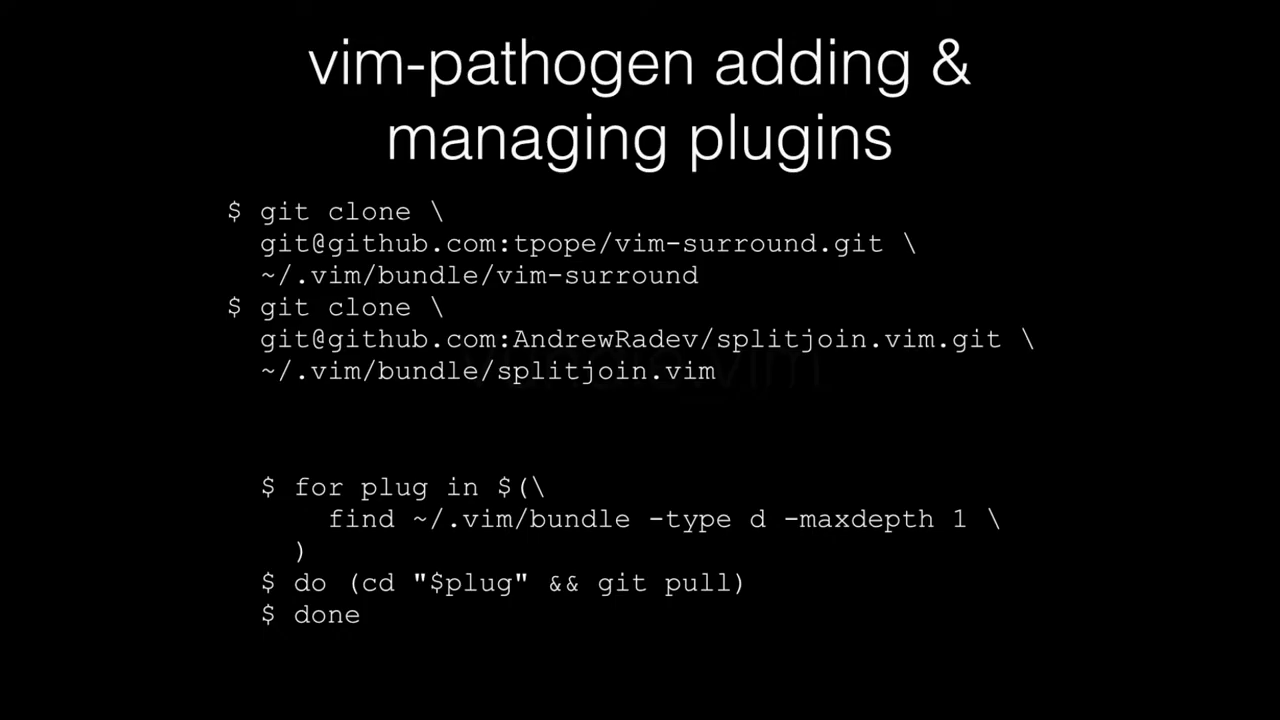 vim-pathogen adding &
managing plugins
$ git clone \
git@github.com:tpope/vim-surround.git \
~/.vim/bundle/vim-surround
$ git clone \
git@github.com:AndrewRadev/splitjoin.vim.git \
~/.vim/bundle/splitjoin.vim
$ for plug in $(\
find ~/.vim/bundle -type d -maxdepth 1 \
)
$ do (cd "$plug" && git pull)
$ done